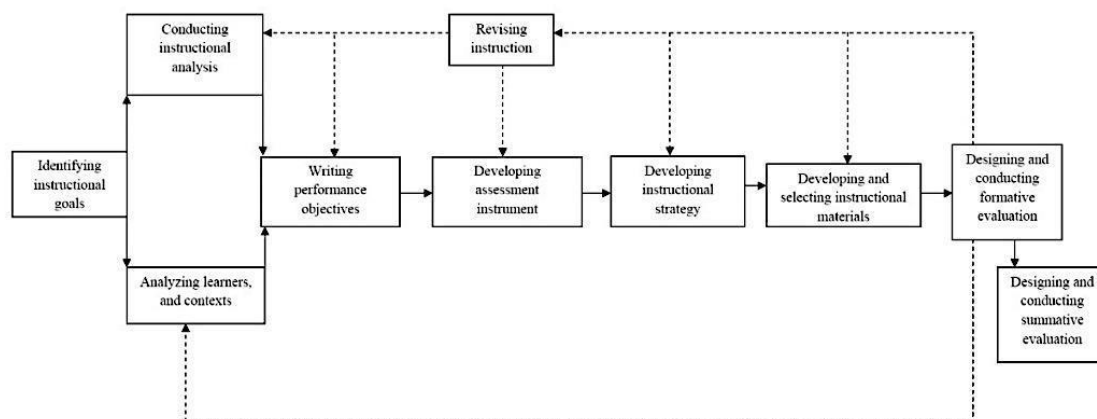 Conducting
instructional
analysis
Revising
instruction
Identifying
instructional
goals
Writing
performance
objectives
Developing
assessment
instrument
Developing
instructional
strategy
Developing and
selecting instructional
materials
Designing and
conducting
formative
evaluation
Analyzing learners,
and contexts
Designing and
conducting
summative
evaluation